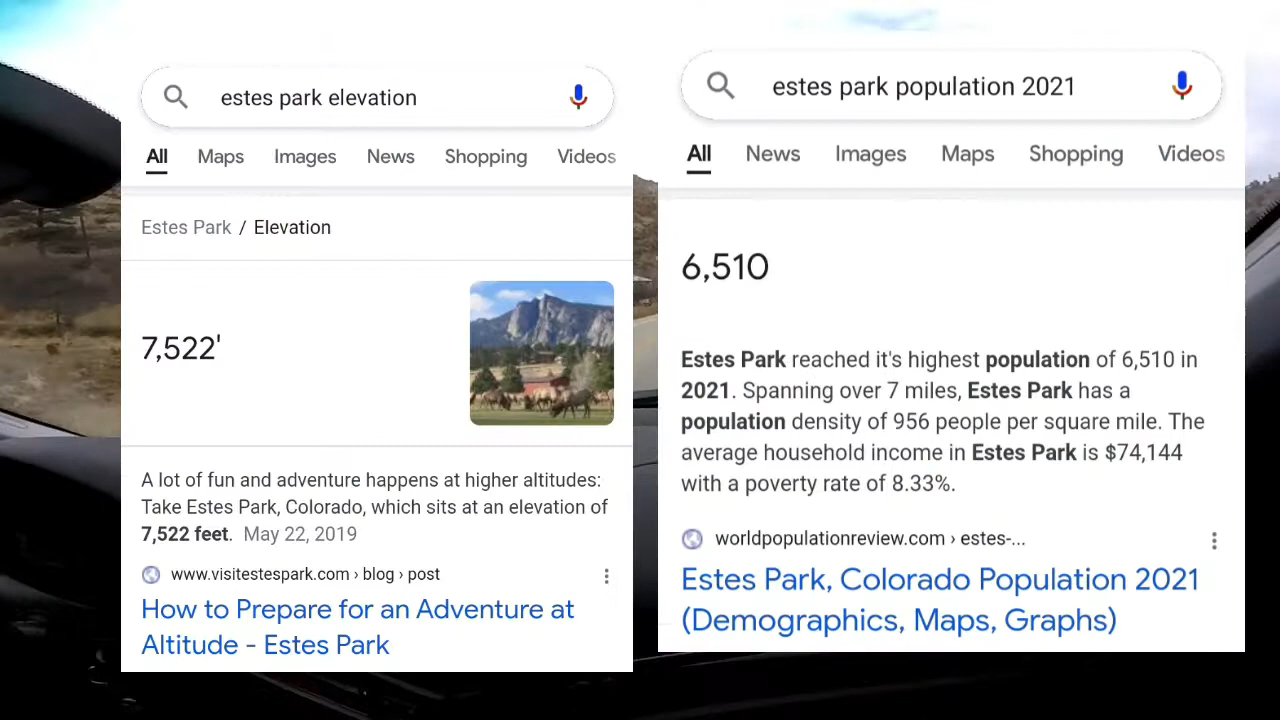 estes park elevation
All Maps Images News Shopping Videos
Estes Park / Elevation
7,522'
A lot of fun and adventure happens at higher altitudes:
Take Estes Park, Colorado, which sits at an elevation of
7,522 feet. May 22, 2019
www.visitestespark.com › blog › post
How to Prepare for an Adventure at
Altitude - Estes Park
estes park population 2021
All News Images Maps Shopping Videos
6,510
Estes Park reached it's highest population of 6,510 in
2021. Spanning over 7 miles, Estes Park has a
population density of 956 people per square mile. The
average household income in Estes Park is $74,144
with a poverty rate of 8.33%.
worldpopulationreview.com › estes-...
Estes Park, Colorado Population 2021
(Demographics, Maps, Graphs)